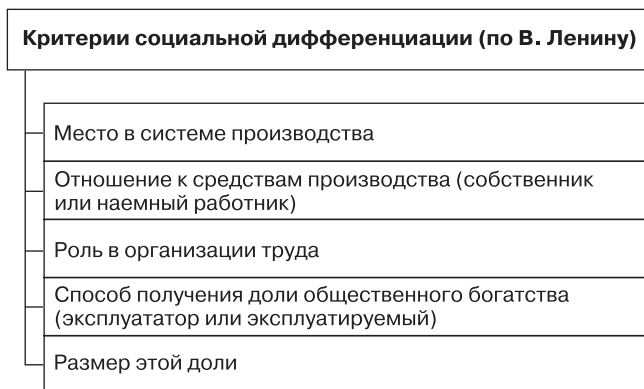 Критерии социальной дифференциации (по В. Ленину)
Место в системе производства
Отношение к средствам производства (собственник
или наемный работник)
Роль в организации труда
Способ получения доли общественного богатства
(эксплуататор или эксплуатируемый)
Размер этой доли